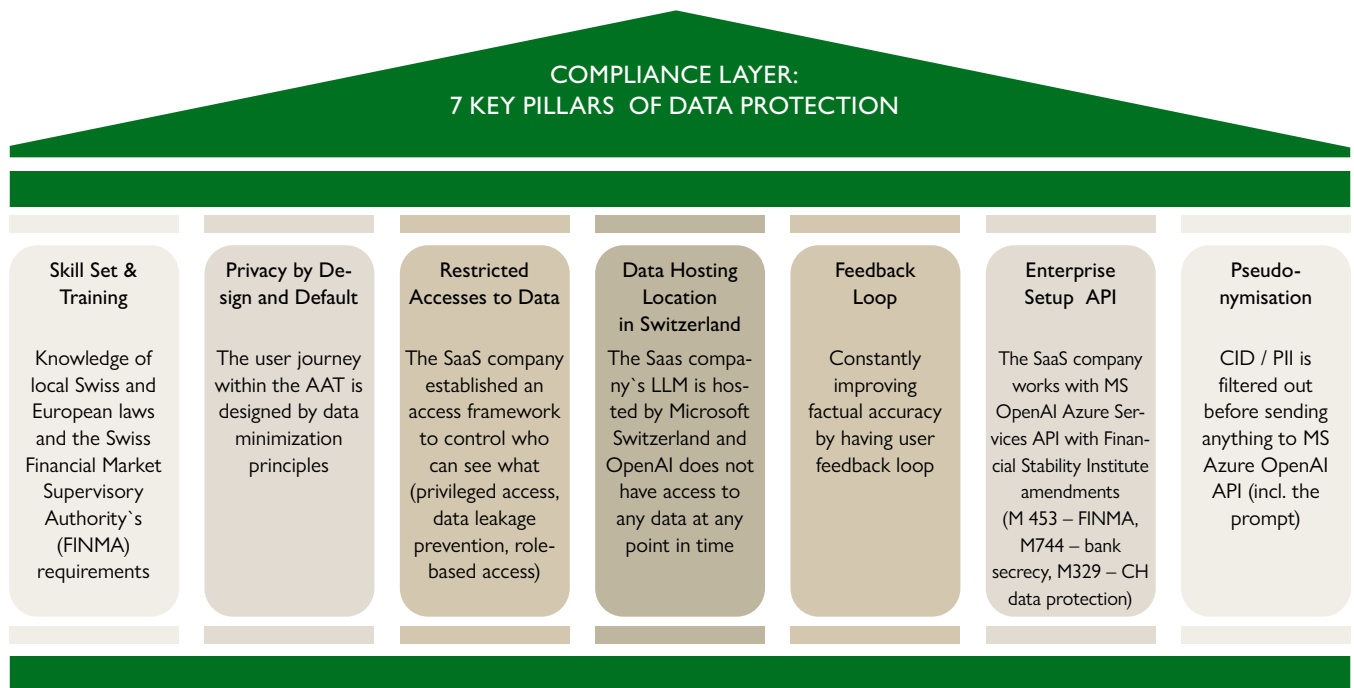 COMPLIANCE LAYER:
7 KEY PILLARS  OF DATA PROTECTION
Skill Set &
Training
Knowledge of
local Swiss and
European laws
and the Swiss
Financial Market
Supervisory
Authority`s
(FINMA)
requirements
Privacy by De-
sign and Default
The user journey
within the AAT is
designed by data
minimization
principles
Restricted
Accesses to Data
The SaaS company
established an
access framework
to control who
can see what
(privileged access,
data leakage
prevention, role-
based access)
Data Hosting
Location
in Switzerland
The Saas compa-
ny`s LLM is hos-
ted by Microsoft
Switzerland and
OpenAI does not
have access to
any data at any
point in time
Feedback
Loop
Constantly
improving
factual accuracy
by having user
feedback loop
Enterprise
Setup  API
The SaaS company
works with MS
OpenAI Azure Ser-
vices API with Finan-
cial Stability Institute
amendments
(M 453 – FINMA,
M744 – bank
secrecy, M329 – CH
data protection)
Pseudo-
nymisation
CID / PII is
filtered out
before sending
anything to MS
Azure OpenAI
API (incl. the
prompt)